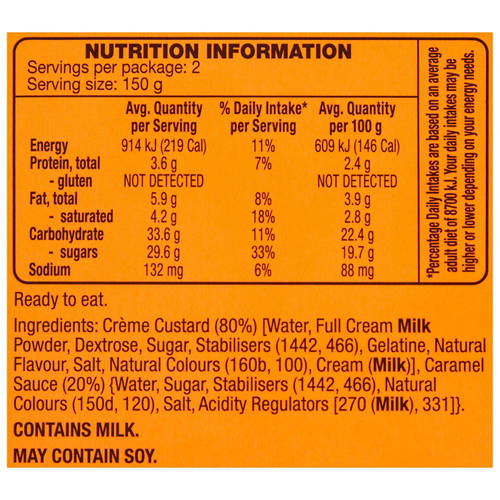 NUTRITION INFORMATION
Servings per package: 2
Serving size: 150 g
Avg. Quantity per Serving % Daily Intake* per Serving Avg. Quantity per 100 g
Energy 914 kJ (219 Cal) 11% 609 kJ (146 Cal)
Protein, total 3.6 g 7% 2.4 g
- gluten NOT DETECTED NOT DETECTED
Fat, total 5.9 g 8% 3.9 g
- saturated 4.2 g 18% 2.8 g
Carbohydrate 33.6 g 11% 22.4 g
- sugars 29.6 g 33% 19.7 g
Sodium 132 mg 6% 88 mg
*Percentage Daily Intakes are based on an average
adult diet of 8700 kJ. Your daily intakes may be
higher or lower depending on your energy needs.
Ready to eat.
Ingredients: Crème Custard (80%) [Water, Full Cream Milk
Powder, Dextrose, Sugar, Stabilisers (1442, 466), Gelatine, Natural
Flavour, Salt, Natural Colours (160b, 100), Cream (Milk)], Caramel
Sauce (20%) {Water, Sugar, Stabilisers (1442, 466), Natural
Colours (150d, 120), Salt, Acidity Regulators [270 (Milk), 331]}.
CONTAINS MILK.
MAY CONTAIN SOY.